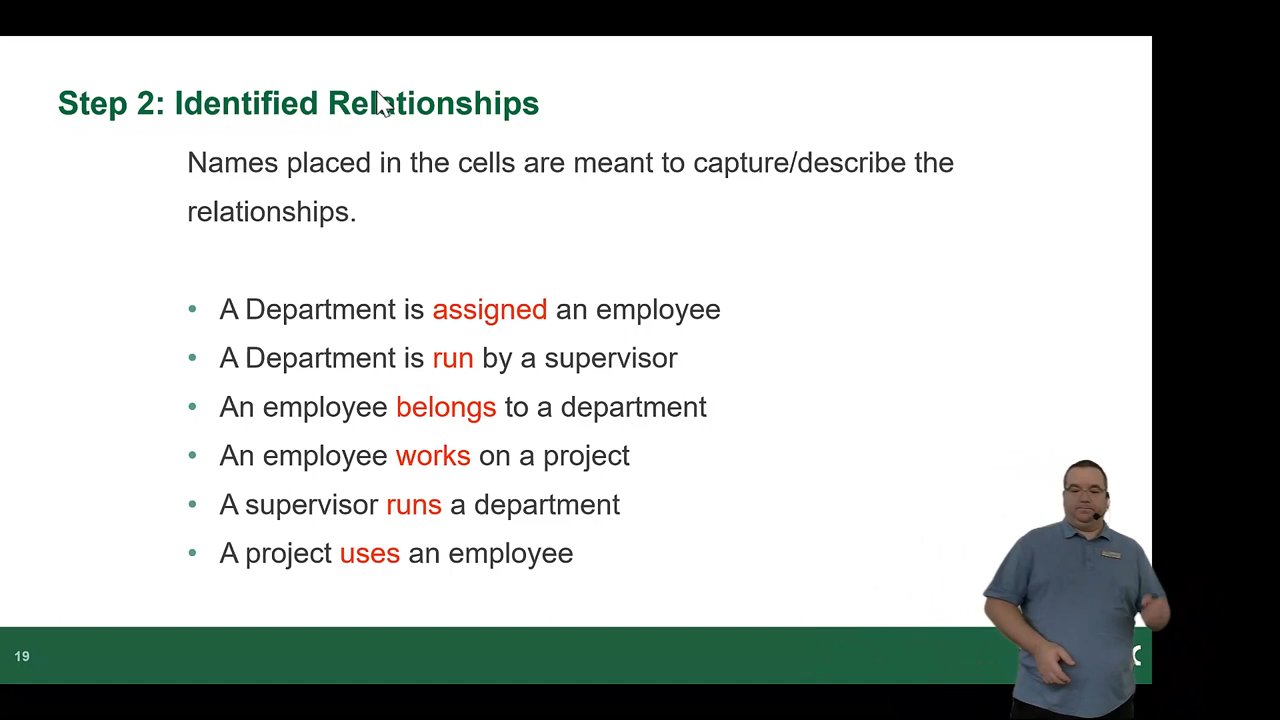 Step 2: Identified Relationships
Names placed in the cells are meant to capture/describe the
relationships.
• A Department is assigned an employee
• A Department is run by a supervisor
• An employee belongs to a department
• An employee works on a project
• A supervisor runs a department
• A project uses an employee
19